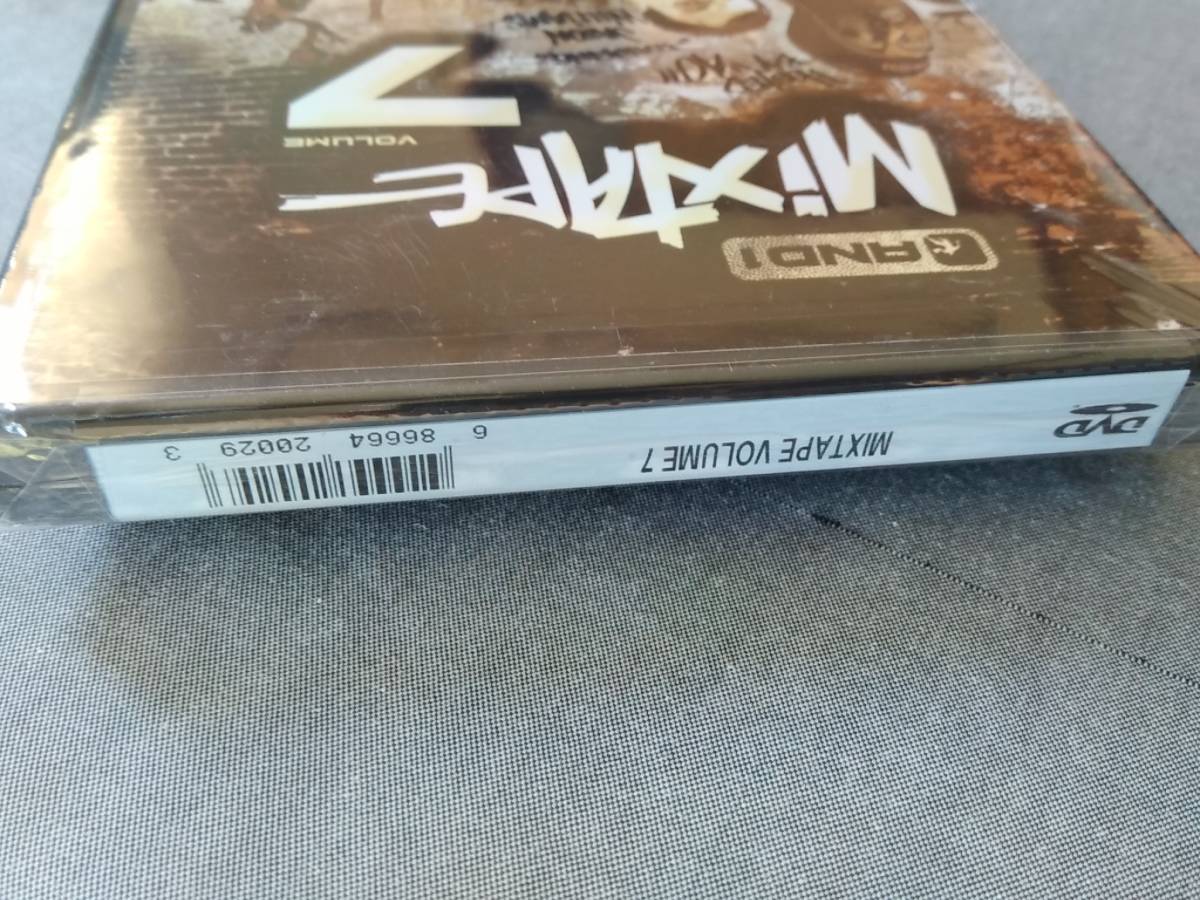 AND1
MIXTAPE
VOLUME
7
DVD
MIXTAPE VOLUME 7
6 86664 20029 3